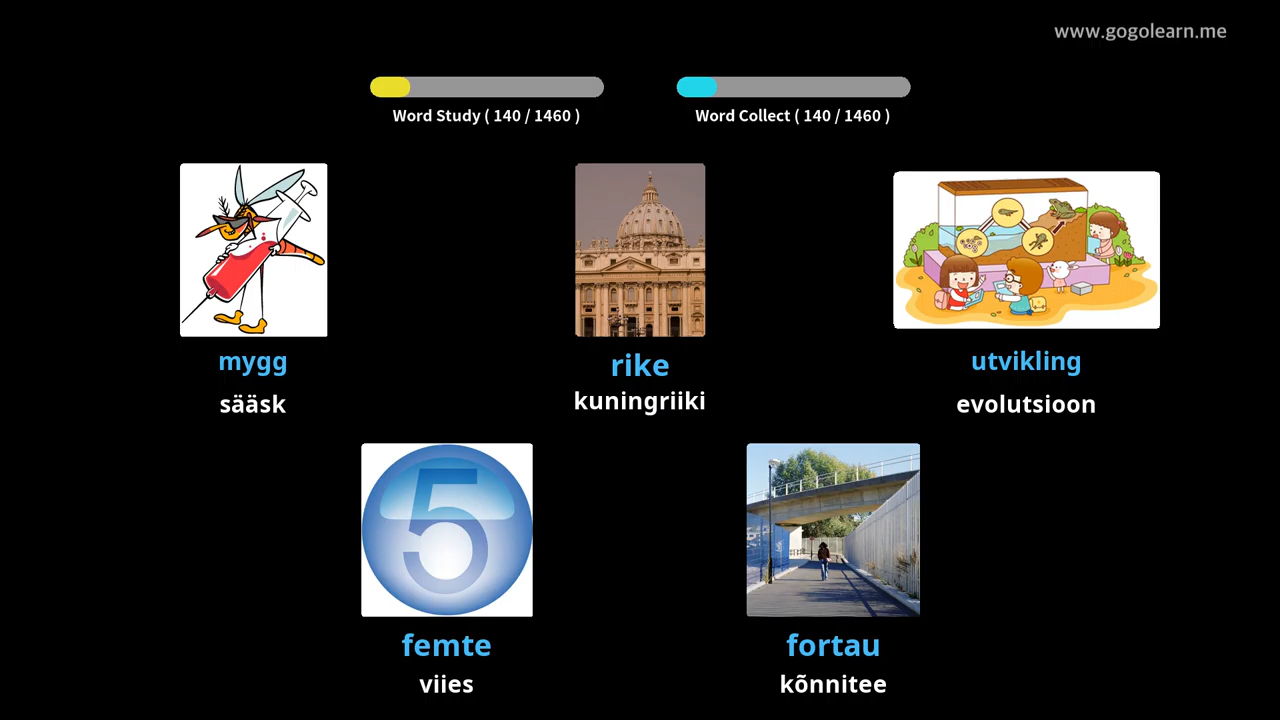 www.gogolearn.me
Word Study ( 140 / 1460 )
Word Collect ( 140 / 1460 )
mygg
sääsk
rike
kuningriiki
utvikling
evolutsioon
5
femte
viies
fortau
kõnnitee